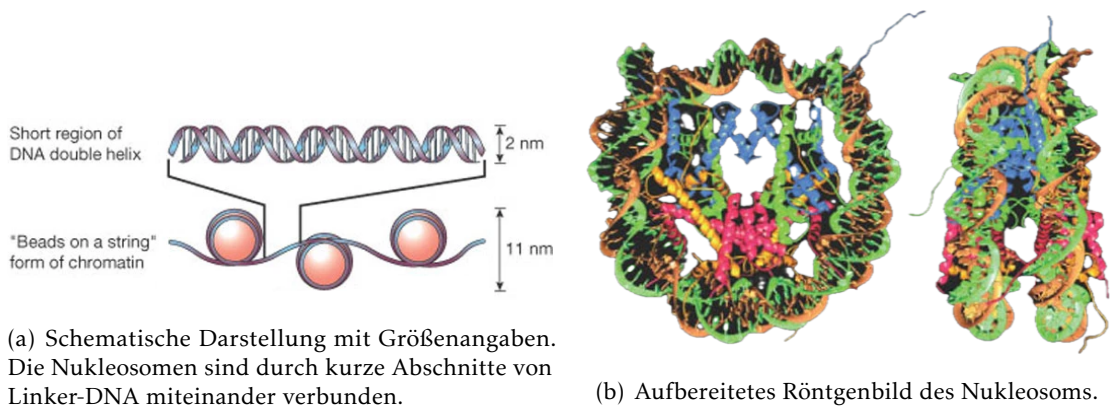 Short region of
DNA double helix
2 nm
"Beads on a string"
form of chromatin
11 nm
(a) Schematische Darstellung mit Größenangaben.
Die Nukleosomen sind durch kurze Abschnitte von
Linker-DNA miteinander verbunden.
(b) Aufbereitetes Röntgenbild des Nukleosoms.